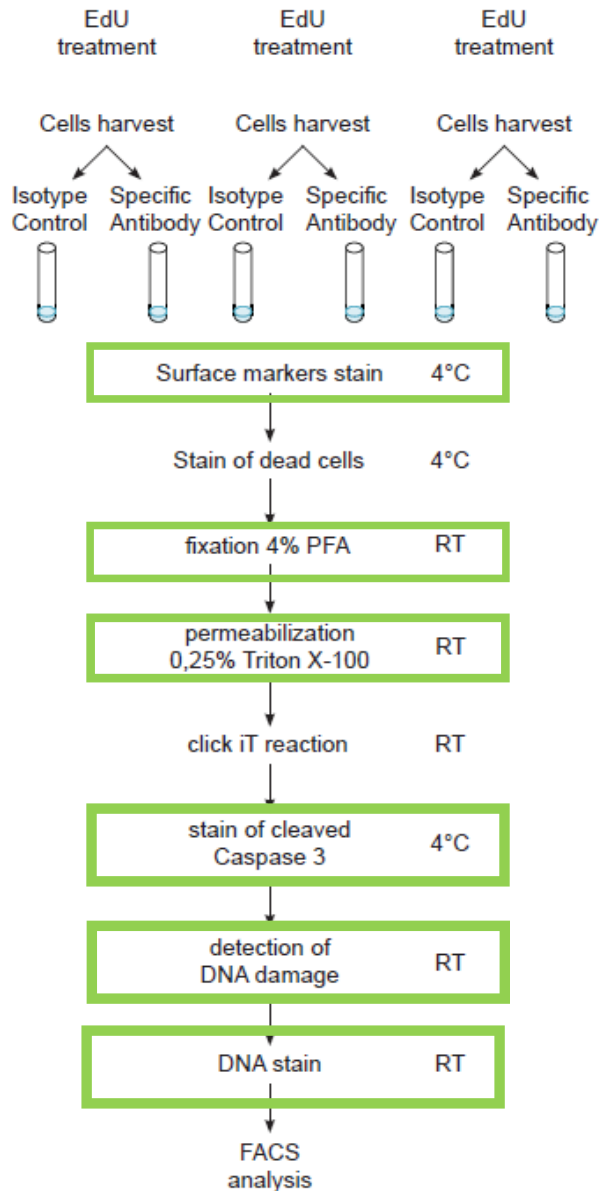 EdU EdU EdU
treatment treatment treatment
Cells harvest Cells harvest Cells harvest
Isotype Specific Isotype Specific Isotype Specific
Control Antibody Control Antibody Control Antibody
Surface markers stain 4°C
Stain of dead cells 4°C
fixation 4% PFA RT
permeabilization
0,25% Triton X-100 RT
click iT reaction RT
stain of cleaved
Caspase 3 4°C
detection of
DNA damage RT
DNA stain RT
FACS
analysis